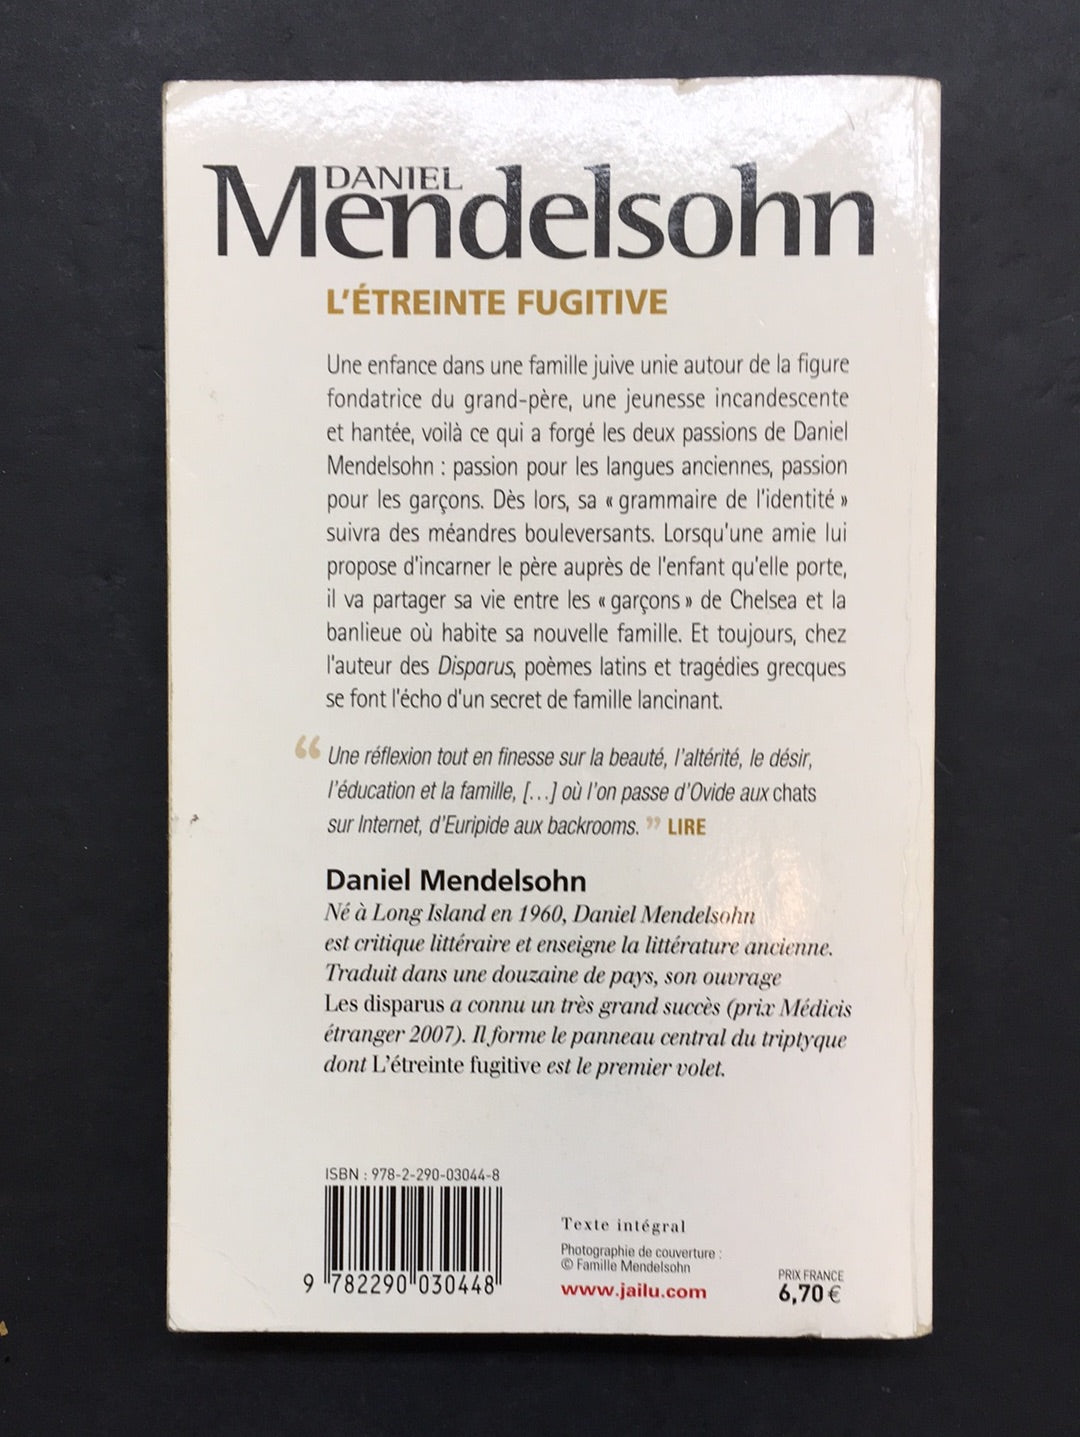 DANIEL
Mendelsohn
L'ÉTREINTE FUGITIVE
Une enfance dans une famille juive unie autour de la figure
fondatrice du grand-père, une jeunesse incandescente
et hantée, voilà ce qui a forgé les deux passions de Daniel
Mendelsohn : passion pour les langues anciennes, passion
pour les garçons. Dès lors, sa « grammaire de l'identité »
suivra des méandres bouleversants. Lorsqu'une amie lui
propose d'incarner le père auprès de l'enfant qu'elle porte,
il va partager sa vie entre les « garçons » de Chelsea et la
banlieue où habite sa nouvelle famille. Et toujours, chez
l'auteur des Disparus, poèmes latins et tragédies grecques
se font l'écho d'un secret de famille lancinant.
“ Une réflexion tout en finesse sur la beauté, l'altérité, le désir,
l'éducation et la famille, [...] où l'on passe d'Ovide aux chats
sur Internet, d'Euripide aux backrooms. ” LIRE
Daniel Mendelsohn
Né à Long Island en 1960, Daniel Mendelsohn
est critique littéraire et enseigne la littérature ancienne.
Traduit dans une douzaine de pays, son ouvrage
Les disparus a connu un très grand succès (prix Médicis
étranger 2007). Il forme le panneau central du triptyque
dont L'étreinte fugitive est le premier volet.
ISBN : 978-2-290-03044-8
9 782290 030448
Texte intégral
Photographie de couverture :
© Famille Mendelsohn
www.jailu.com
PRIX FRANCE
6,70 €